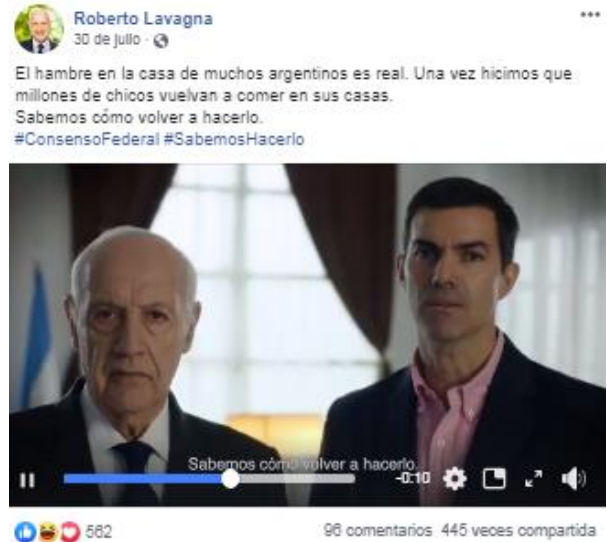 Roberto Lavagna
30 de julio ·
El hambre en la casa de muchos argentinos es real. Una vez hicimos que
millones de chicos vuelvan a comer en sus casas.
Sabemos cómo volver a hacerlo.
#ConsensoFederal #SabemosHacerlo
Sabemos cómo volver a hacerlo.
-0:10
562
96 comentarios 445 veces compartida